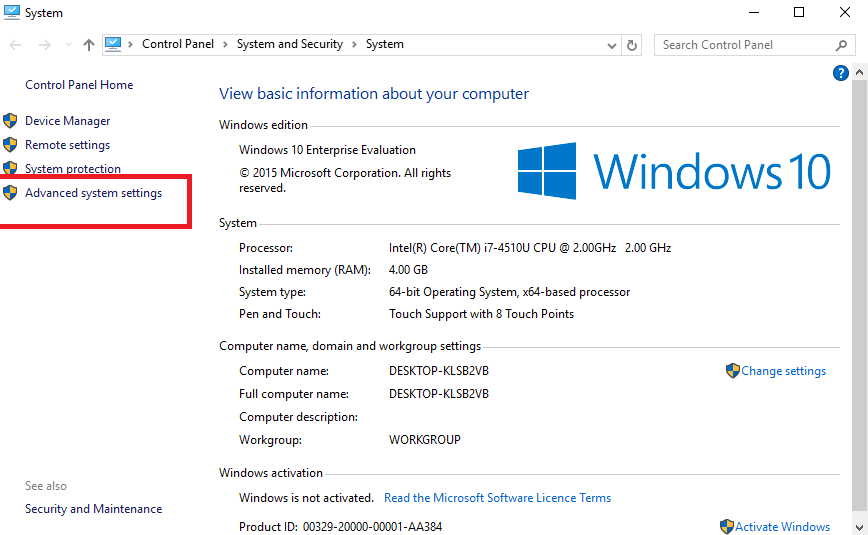 System
Control Panel > System and Security > System
Search Control Panel
Control Panel Home
Device Manager
Remote settings
System protection
Advanced system settings
See also
Security and Maintenance
?
View basic information about your computer
Windows edition
Windows 10 Enterprise Evaluation
© 2015 Microsoft Corporation. All rights
reserved.
Windows 10
System
Processor: Intel(R) Core(TM) i7-4510U CPU @ 2.00GHz 2.00 GHz
Installed memory (RAM): 4.00 GB
System type: 64-bit Operating System, x64-based processor
Pen and Touch: Touch Support with 8 Touch Points
Computer name, domain and workgroup settings
Computer name: DESKTOP-KLSB2VB Change settings
Full computer name: DESKTOP-KLSB2VB
Computer description:
Workgroup: WORKGROUP
Windows activation
Windows is not activated. Read the Microsoft Software Licence Terms
Product ID: 00329-20000-00001-AA384 Activate Windows